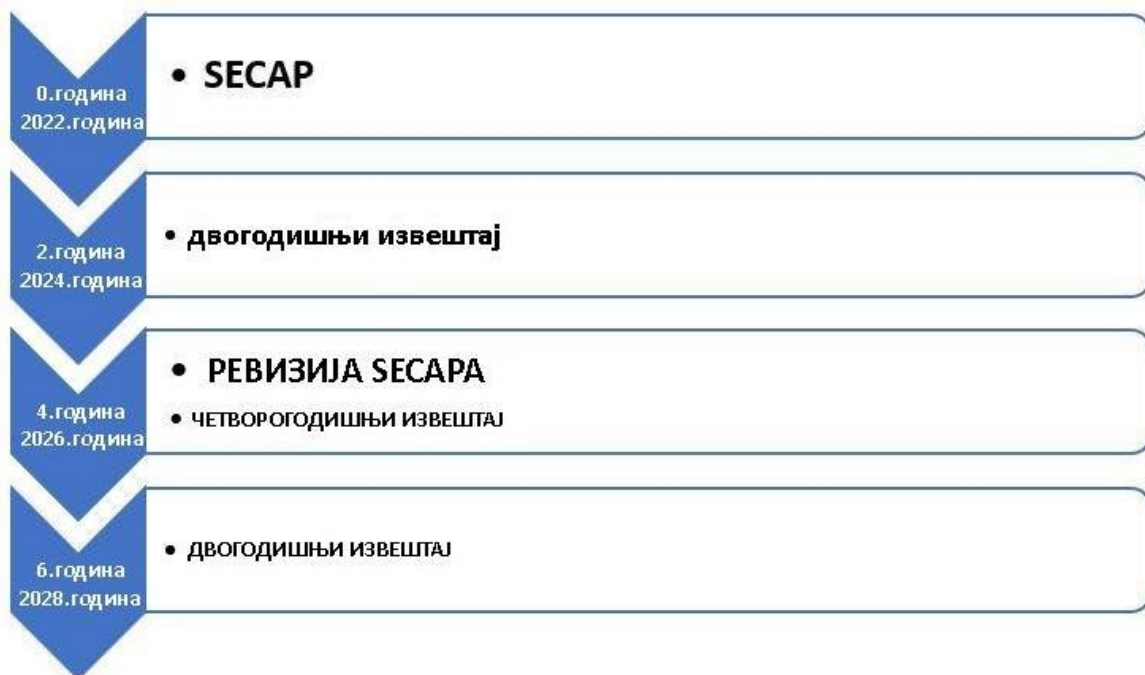 0.година
2022.година
• SECAP
2.година
2024.година
• двогодишњи извештај
4.година
2026.година
• РЕВИЗИЈА SECAPA
• ЧЕТВОРОГОДИШЊИ ИЗВЕШТАЈ
6.година
2028.година
• ДВОГОДИШЊИ ИЗВЕШТАЈ